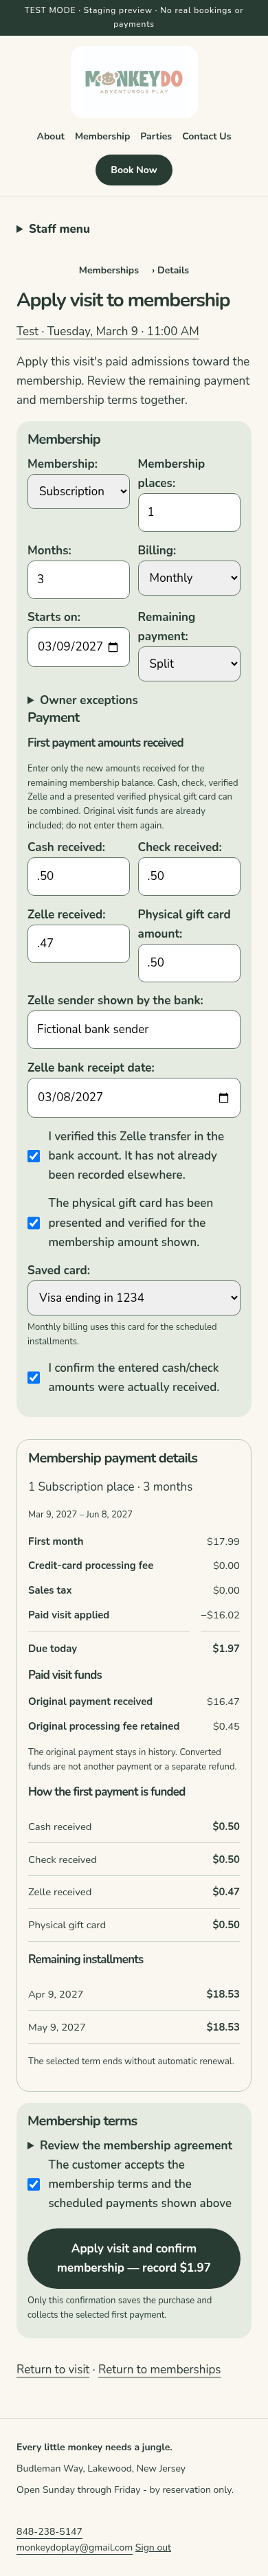 TEST MODE · Staging preview · No real bookings or
payments
MONKEYDO
ADVENTUROUS PLAY
About Membership Parties Contact Us
Book Now
Staff menu
Memberships › Details
Apply visit to membership
Test · Tuesday, March 9 · 11:00 AM
Apply this visit's paid admissions toward the
membership. Review the remaining payment
and membership terms together.
Membership
Membership:
Subscription
Membership
places:
1
Months:
3
Billing:
Monthly
Starts on:
03/09/2027
Remaining
payment:
Split
Owner exceptions
Payment
First payment amounts received
Enter only the new amounts received for the
remaining membership balance. Cash, check, verified
Zelle and a presented verified physical gift card can
be combined. Original visit funds are already
included; do not enter them again.
Cash received:
.50
Check received:
.50
Zelle received:
.47
Physical gift card
amount:
.50
Zelle sender shown by the bank:
Fictional bank sender
Zelle bank receipt date:
03/08/2027
I verified this Zelle transfer in the
bank account. It has not already
been recorded elsewhere.
The physical gift card has been
presented and verified for the
membership amount shown.
Saved card:
Visa ending in 1234
Monthly billing uses this card for the scheduled
installments.
I confirm the entered cash/check
amounts were actually received.
Membership payment details
1 Subscription place · 3 months
Mar 9, 2027 – Jun 8, 2027
First month $17.99
Credit-card processing fee $0.00
Sales tax $0.00
Paid visit applied −$16.02
Due today $1.97
Paid visit funds
Original payment received $16.47
Original processing fee retained $0.45
The original payment stays in history. Converted
funds are not another payment or a separate refund.
How the first payment is funded
Cash received $0.50
Check received $0.50
Zelle received $0.47
Physical gift card $0.50
Remaining installments
Apr 9, 2027 $18.53
May 9, 2027 $18.53
The selected term ends without automatic renewal.
Membership terms
Review the membership agreement
The customer accepts the
membership terms and the
scheduled payments shown above
Apply visit and confirm
membership — record $1.97
Only this confirmation saves the purchase and
collects the selected first payment.
Return to visit · Return to memberships
Every little monkey needs a jungle.
Budleman Way, Lakewood, New Jersey
Open Sunday through Friday - by reservation only.
848-238-5147
monkeydoplay@gmail.com Sign out